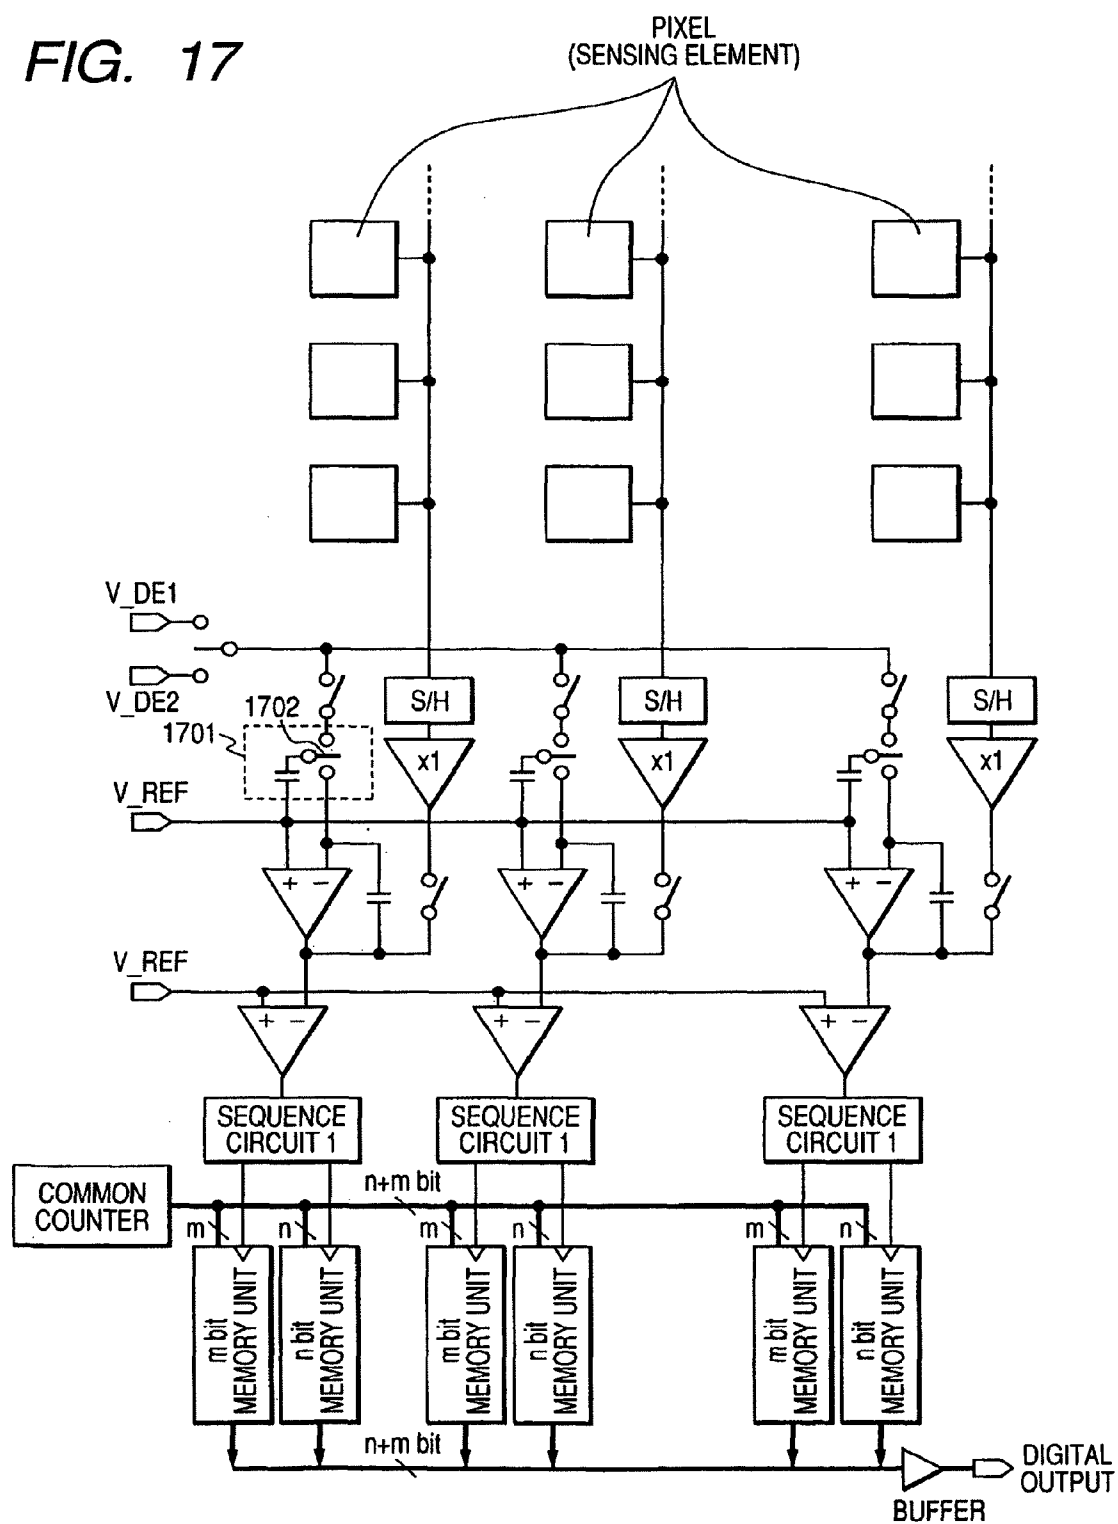 FIG. 17
PIXEL
(SENSING ELEMENT)
V_DE1
V_DE2
1701
1702
S/H
S/H
S/H
x1
x1
x1
V_REF
+ −
+ −
+ −
V_REF
+ −
+ −
+ −
SEQUENCE
CIRCUIT 1
SEQUENCE
CIRCUIT 1
SEQUENCE
CIRCUIT 1
COMMON
COUNTER
n+m bit
m
n
m
n
m
n
m bit
MEMORY UNIT
n bit
MEMORY UNIT
m bit
MEMORY UNIT
n bit
MEMORY UNIT
m bit
MEMORY UNIT
n bit
MEMORY UNIT
n+m bit
BUFFER
DIGITAL
OUTPUT